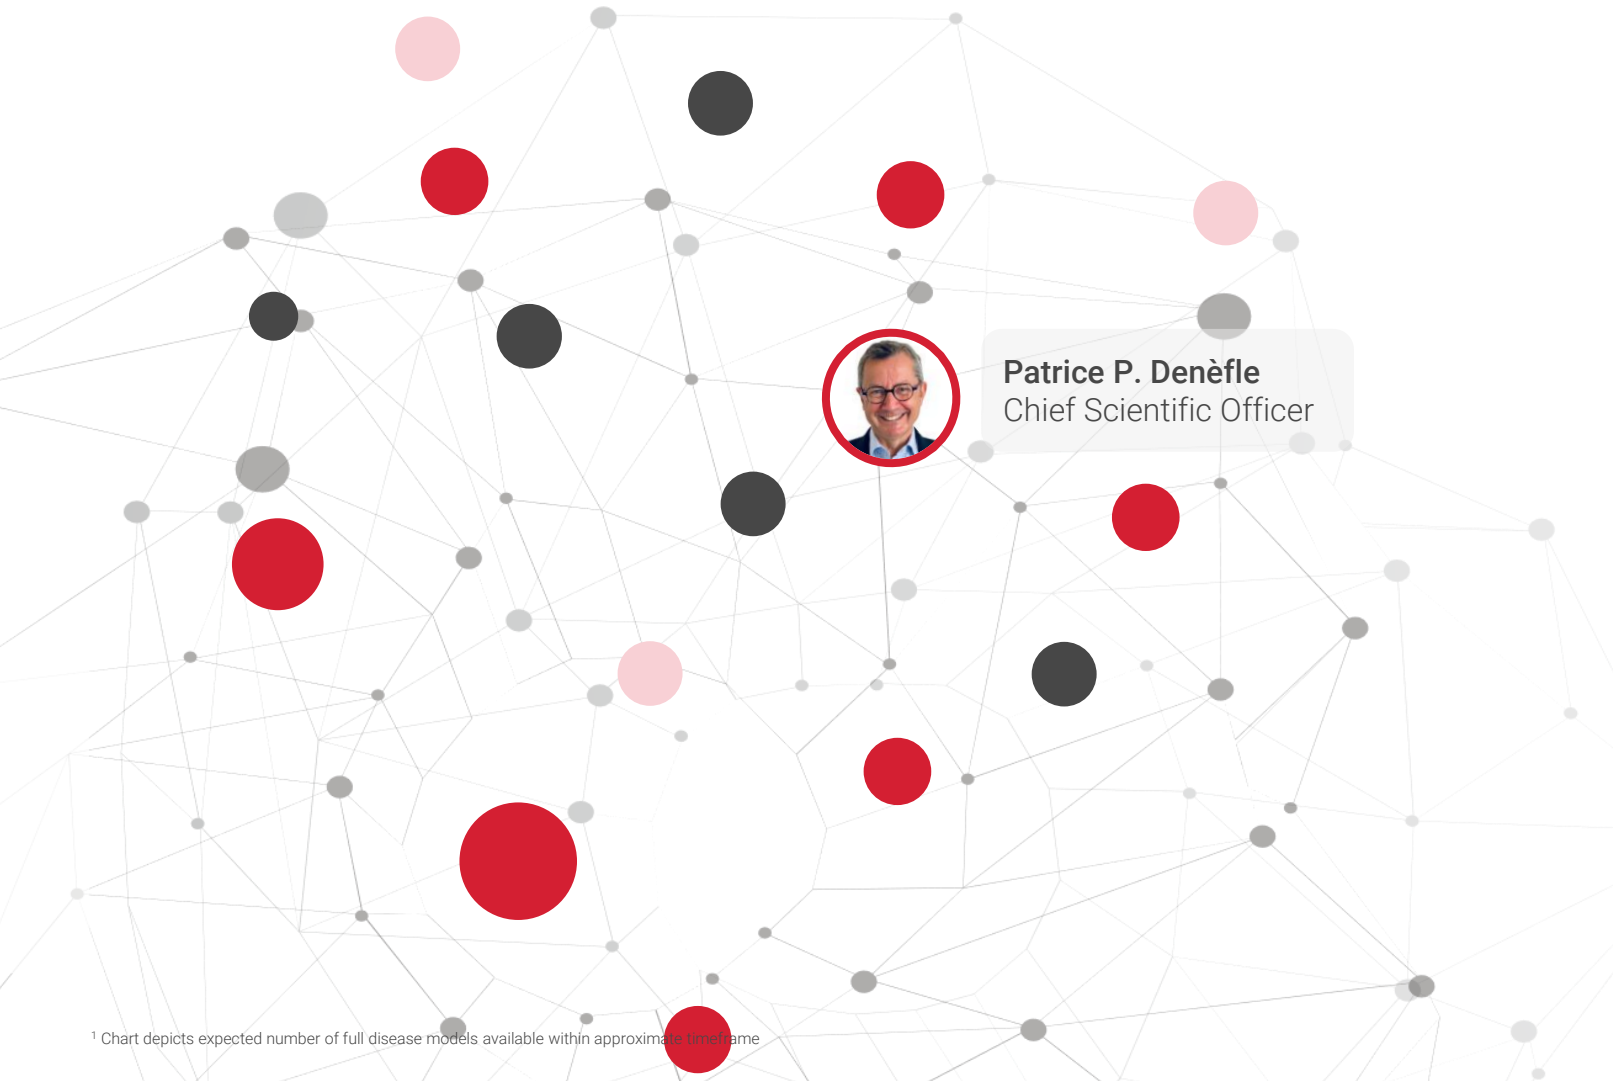 Patrice P. Denèfle
Chief Scientific Officer
¹ Chart depicts expected number of full disease models available within approximate timeframe